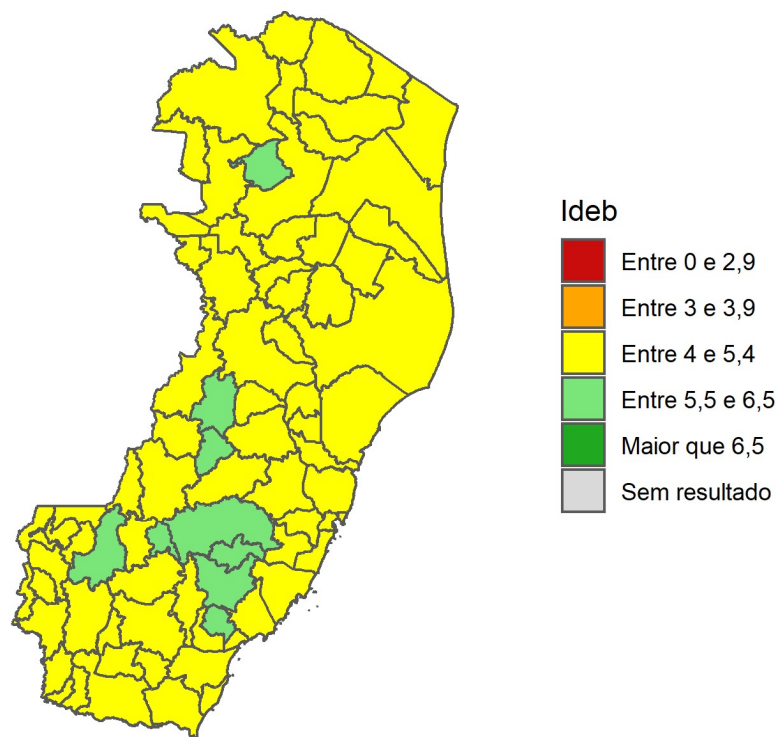 Ideb
Entre 0 e 2,9
Entre 3 e 3,9
Entre 4 e 5,4
Entre 5,5 e 6,5
Maior que 6,5
Sem resultado